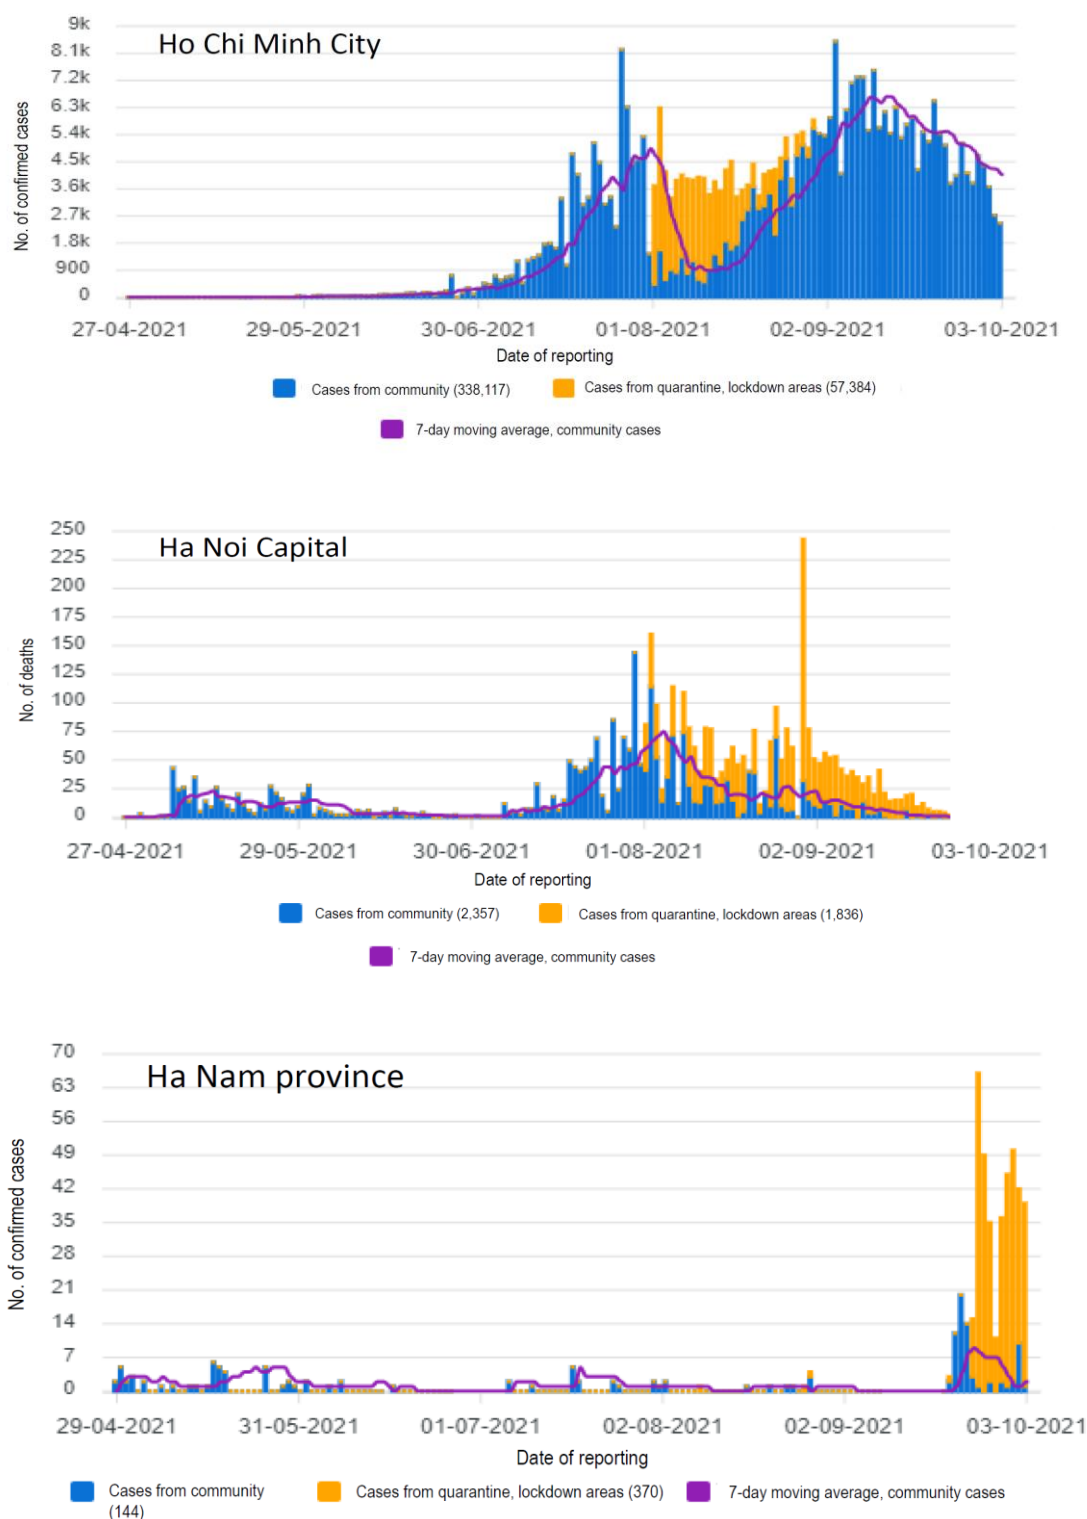 Ho Chi Minh City
No. of confirmed cases
9k
8.1k
7.2k
6.3k
5.4k
4.5k
3.6k
2.7k
1.8k
900
0
27-04-2021 29-05-2021 30-06-2021 01-08-2021 02-09-2021 03-10-2021
Date of reporting
Cases from community (338,117) Cases from quarantine, lockdown areas (57,384)
7-day moving average, community cases
Ha Noi Capital
No. of deaths
250
225
200
175
150
125
100
75
50
25
0
27-04-2021 29-05-2021 30-06-2021 01-08-2021 02-09-2021 03-10-2021
Date of reporting
Cases from community (2,357) Cases from quarantine, lockdown areas (1,836)
7-day moving average, community cases
Ha Nam province
No. of confirmed cases
70
63
56
49
42
35
28
21
14
7
0
29-04-2021 31-05-2021 01-07-2021 02-08-2021 02-09-2021 03-10-2021
Date of reporting
Cases from community Cases from quarantine, lockdown areas (370) 7-day moving average, community cases
(144)